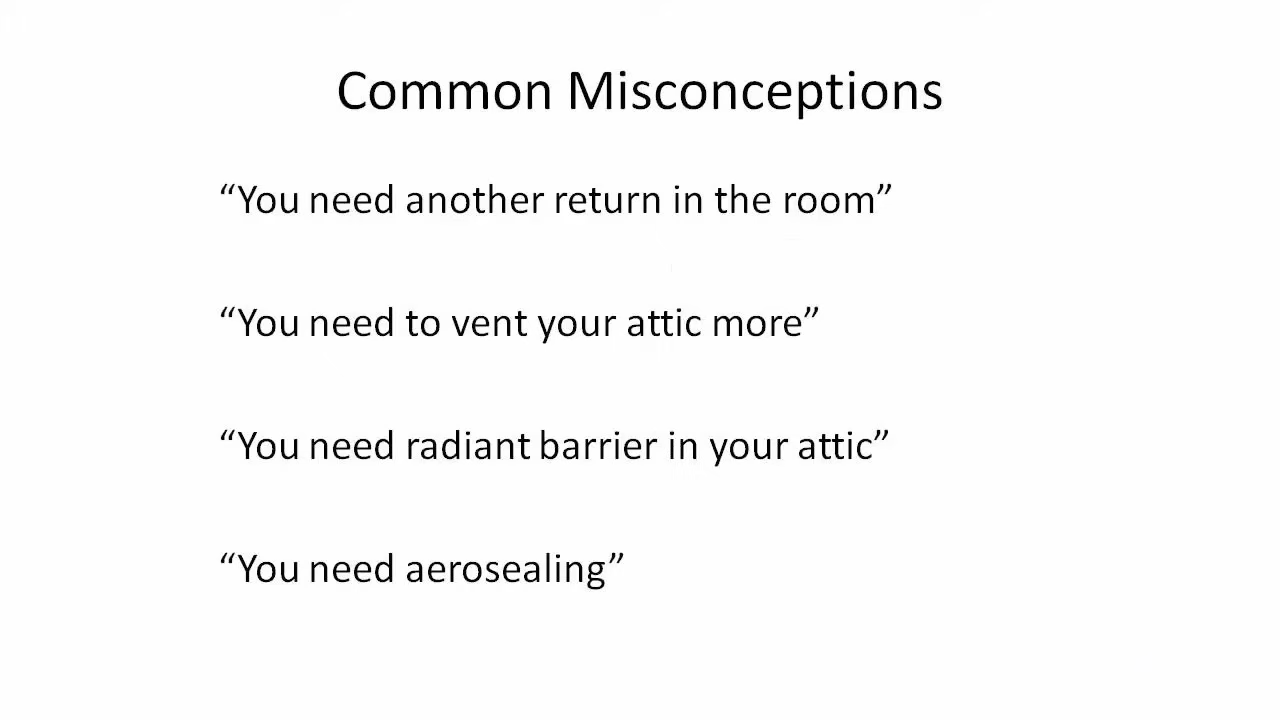 Common Misconceptions
“You need another return in the room”
“You need to vent your attic more”
“You need radiant barrier in your attic”
“You need aerosealing”